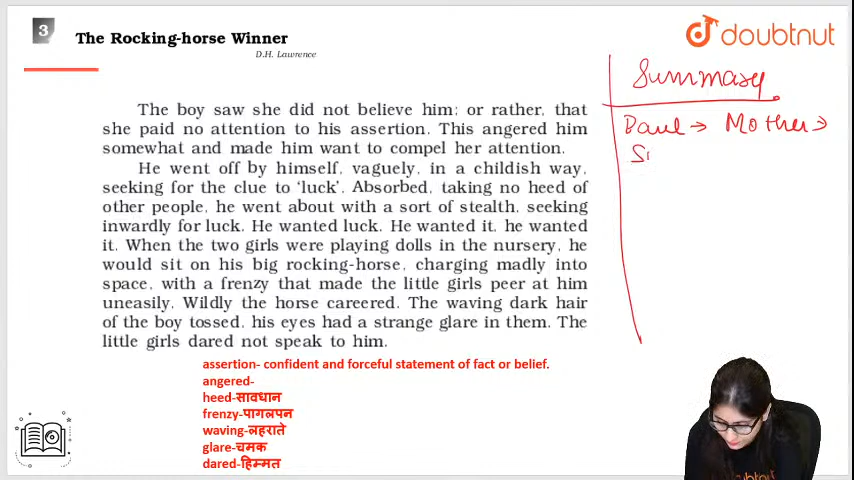 3
The Rocking-horse Winner
D.H. Lawrence
doubtnut
Summary
Paul → Mother →
S
The boy saw she did not believe him; or rather, that
she paid no attention to his assertion. This angered him
somewhat and made him want to compel her attention.
He went off by himself, vaguely, in a childish way,
seeking for the clue to 'luck'. Absorbed, taking no heed of
other people, he went about with a sort of stealth, seeking
inwardly for luck. He wanted luck. He wanted it, he wanted
it. When the two girls were playing dolls in the nursery, he
would sit on his big rocking-horse, charging madly into
space, with a frenzy that made the little girls peer at him
uneasily. Wildly the horse careered. The waving dark hair
of the boy tossed, his eyes had a strange glare in them. The
little girls dared not speak to him.
assertion- confident and forceful statement of fact or belief.
angered-
heed-सावधान
frenzy-पागलपन
waving-लहराते
glare-चमक
dared-हिम्मत